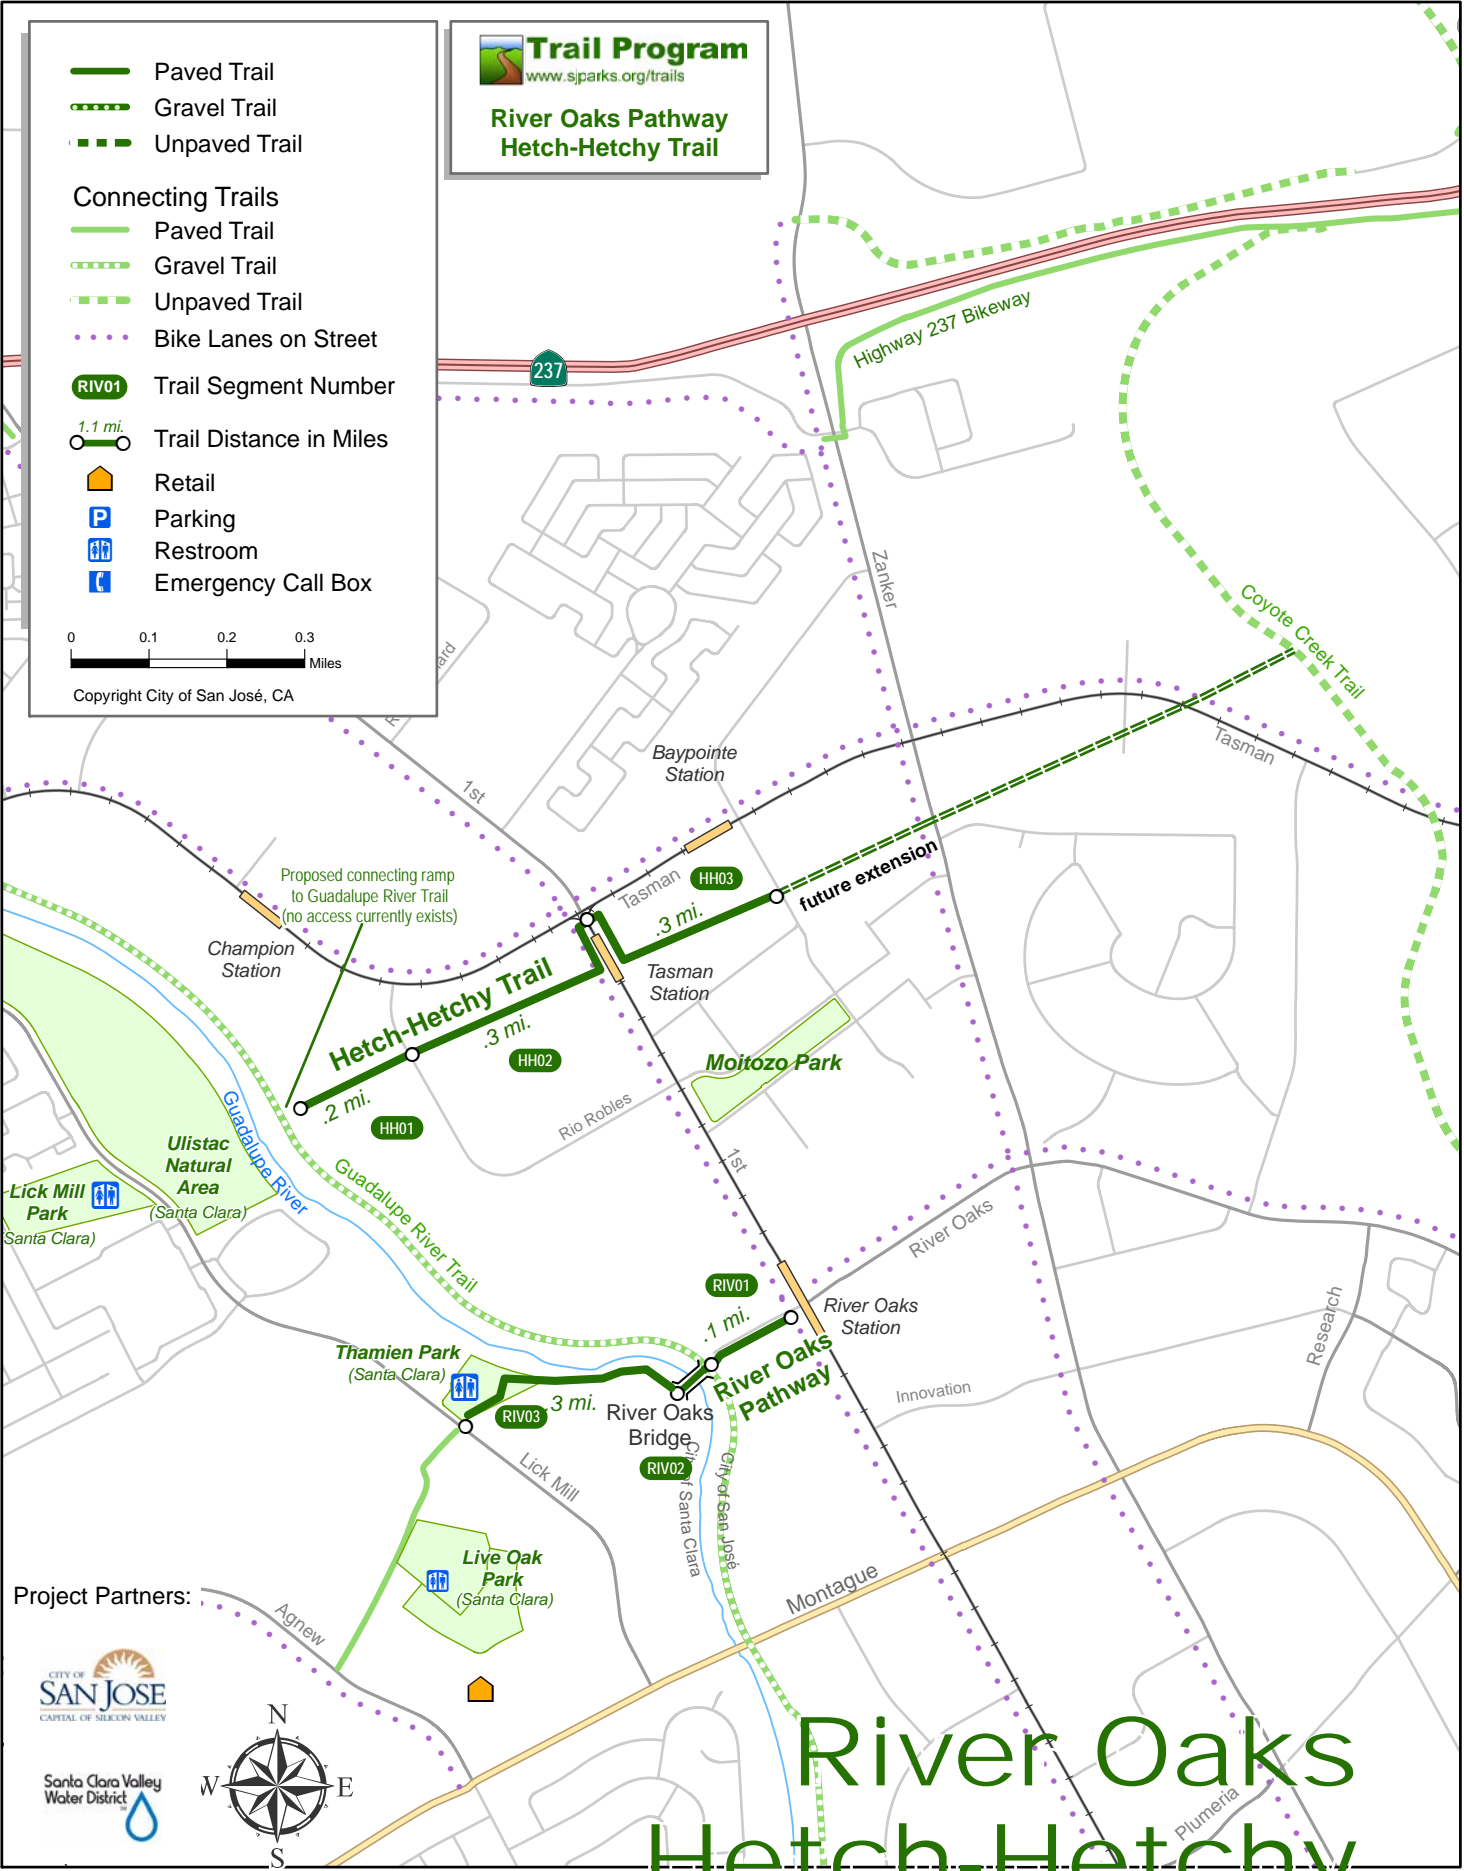 Paved Trail
Gravel Trail
Unpaved Trail
Connecting Trails
Paved Trail
Gravel Trail
Unpaved Trail
Bike Lanes on Street
RIV01 Trail Segment Number
1.1 mi. Trail Distance in Miles
Retail
P Parking
Restroom
Emergency Call Box
0 0.1 0.2 0.3
Miles
Copyright City of San José, CA
Trail Program
www.sjparks.org/trails
River Oaks Pathway
Hetch-Hetchy Trail
237
Highway 237 Bikeway
Zanker
Coyote Creek Trail
Tasman
Baypointe
Station
1st
Tasman
HH03
.3 mi.
future extension
Proposed connecting ramp
to Guadalupe River Trail
(no access currently exists)
Champion
Station
Tasman
Station
Hetch-Hetchy Trail
.3 mi.
HH02
.2 mi.
HH01
Moitozo Park
Rio Robles
1st
Guadalupe River
Ulistac
Natural
Area
(Santa Clara)
Lick Mill
Park
(Santa Clara)
Guadalupe River Trail
River Oaks
RIV01
.1 mi.
River Oaks
Station
River Oaks
Pathway
Research
Innovation
Thamien Park
(Santa Clara)
RIV03
.3 mi.
River Oaks
Bridge
RIV02
City of Santa Clara
City of San José
Lick Mill
Live Oak
Park
(Santa Clara)
Montague
Agnew
Project Partners:
CITY OF
SAN JOSE
CAPITAL OF SILICON VALLEY
Santa Clara Valley
Water District
N
W E
S
Plumeria
River Oaks
Hetch-Hetchy